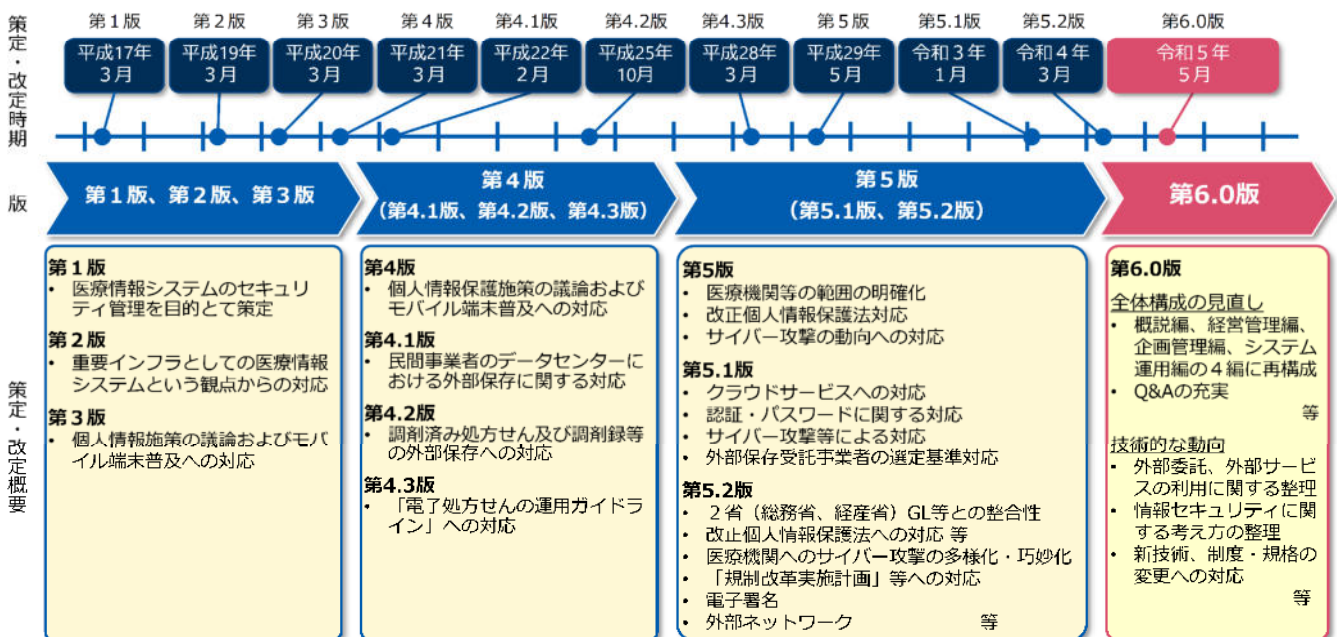 策定・改定時期
第1版
第2版
第3版
第4版
第4.1版
第4.2版
第4.3版
第5版
第5.1版
第5.2版
第6.0版
平成17年
3月
平成19年
3月
平成20年
3月
平成21年
3月
平成22年
2月
平成25年
10月
平成28年
3月
平成29年
5月
令和3年
1月
令和4年
3月
令和5年
5月
版
第1版、第2版、第3版
第4版
(第4.1版、第4.2版、第4.3版)
第5版
(第5.1版、第5.2版)
第6.0版
策定・改定概要
第1版
• 医療情報システムのセキュリ
ティ管理を目的とて策定
第2版
• 重要インフラとしての医療情報
システムという観点からの対応
第3版
• 個人情報施策の議論およびモバ
イル端末普及への対応
第4版
• 個人情報保護施策の議論および
モバイル端末普及への対応
第4.1版
• 民間事業者のデータセンターに
おける外部保存に関する対応
第4.2版
• 調剤済み処方せん及び調剤録等
の外部保存への対応
第4.3版
• 「電子処方せんの運用ガイドラ
イン」への対応
第5版
• 医療機関等の範囲の明確化
• 改正個人情報保護法対応
• サイバー攻撃の動向への対応
第5.1版
• クラウドサービスへの対応
• 認証・パスワードに関する対応
• サイバー攻撃等による対応
• 外部保存受託事業者の選定基準対応
第5.2版
• 2省（総務省、経産省）GL等との整合性
• 改正個人情報保護法への対応 等
• 医療機関へのサイバー攻撃の多様化・巧妙化
• 「規制改革実施計画」等への対応
• 電子署名
• 外部ネットワーク 等
第6.0版
全体構成の見直し
• 概説編、経営管理編、
企画管理編、システム
運用編の4編に再構成
• Q&Aの充実
等
技術的な動向
• 外部委託、外部サービ
スの利用に関する整理
• 情報セキュリティに関
する考え方の整理
• 新技術、制度・規格の
変更への対応
等